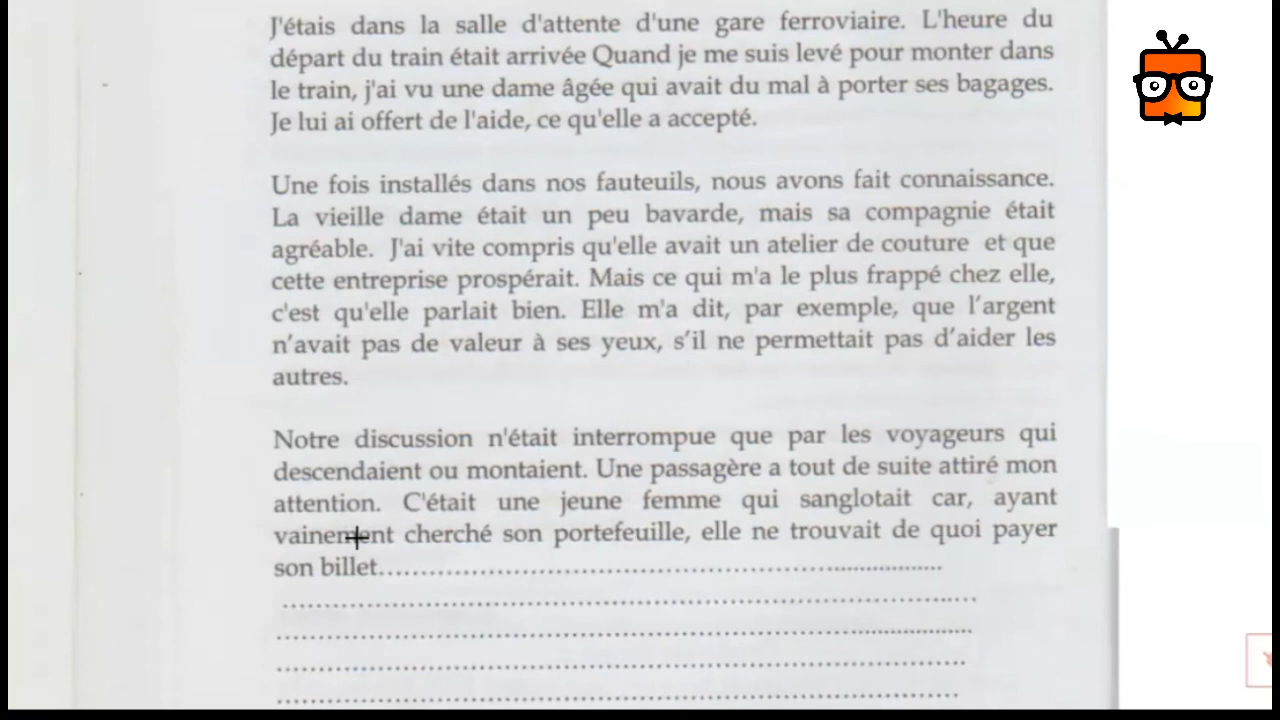 J'étais dans la salle d'attente d'une gare ferroviaire. L'heure du
départ du train était arrivée Quand je me suis levé pour monter dans
le train, j'ai vu une dame âgée qui avait du mal à porter ses bagages.
Je lui ai offert de l'aide, ce qu'elle a accepté.
Une fois installés dans nos fauteuils, nous avons fait connaissance.
La vieille dame était un peu bavarde, mais sa compagnie était
agréable. J'ai vite compris qu'elle avait un atelier de couture et que
cette entreprise prospérait. Mais ce qui m'a le plus frappé chez elle,
c'est qu'elle parlait bien. Elle m'a dit, par exemple, que l’argent
n’avait pas de valeur à ses yeux, s’il ne permettait pas d’aider les
autres.
Notre discussion n'était interrompue que par les voyageurs qui
descendaient ou montaient. Une passagère a tout de suite attiré mon
attention. C'était une jeune femme qui sanglotait car, ayant
vainement cherché son portefeuille, elle ne trouvait de quoi payer
son billet........................................................................
........................................................................
........................................................................
........................................................................
........................................................................